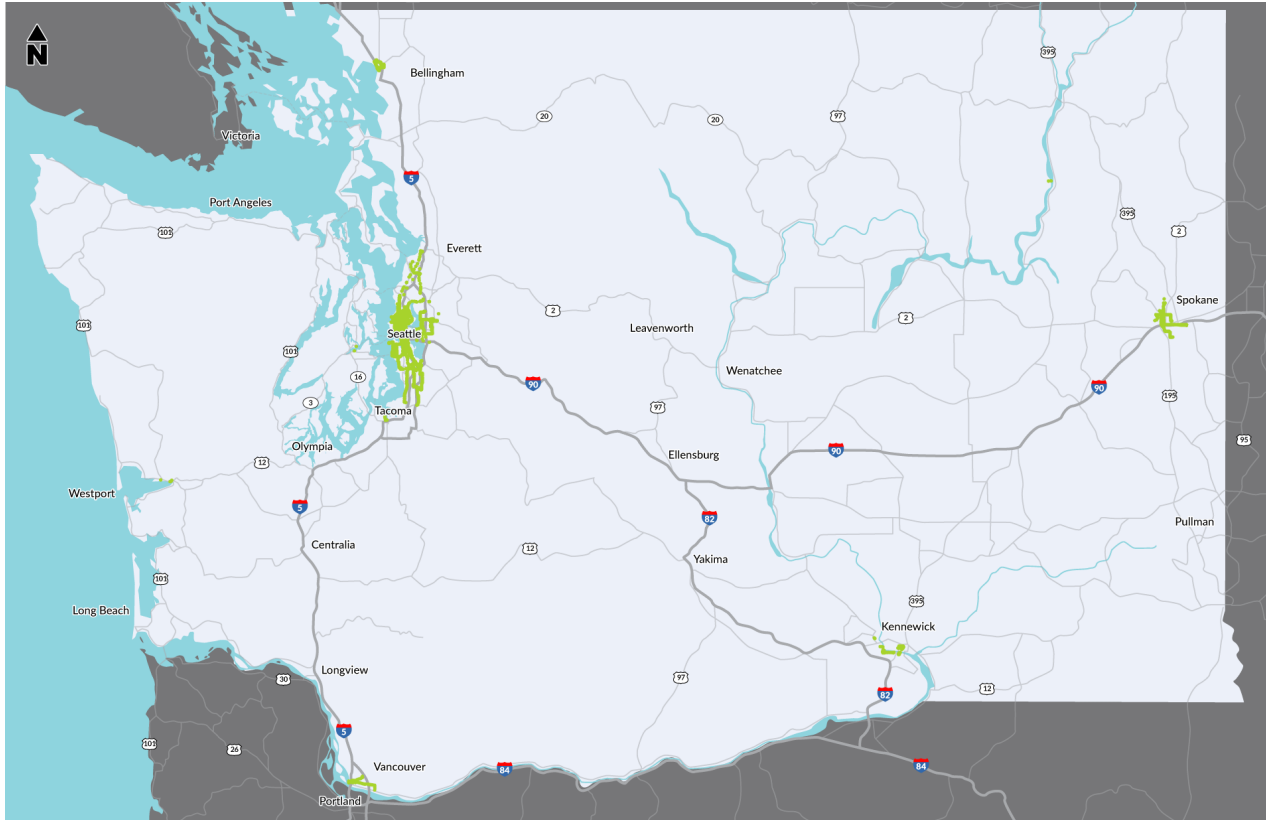 N
395
Bellingham
20
20
97
Victoria
5
Port Angeles
395
101
2
Everett
Spokane
2
2
101
Seattle
Leavenworth
101
Wenatchee
16
90
90
195
3
97
Tacoma
95
Olympia
90
Ellensburg
12
Westport
5
82
Pullman
Centralia
12
Yakima
101
395
Long Beach
Kennewick
Longview
30
97
12
82
5
101
26
Vancouver
84
84
Portland